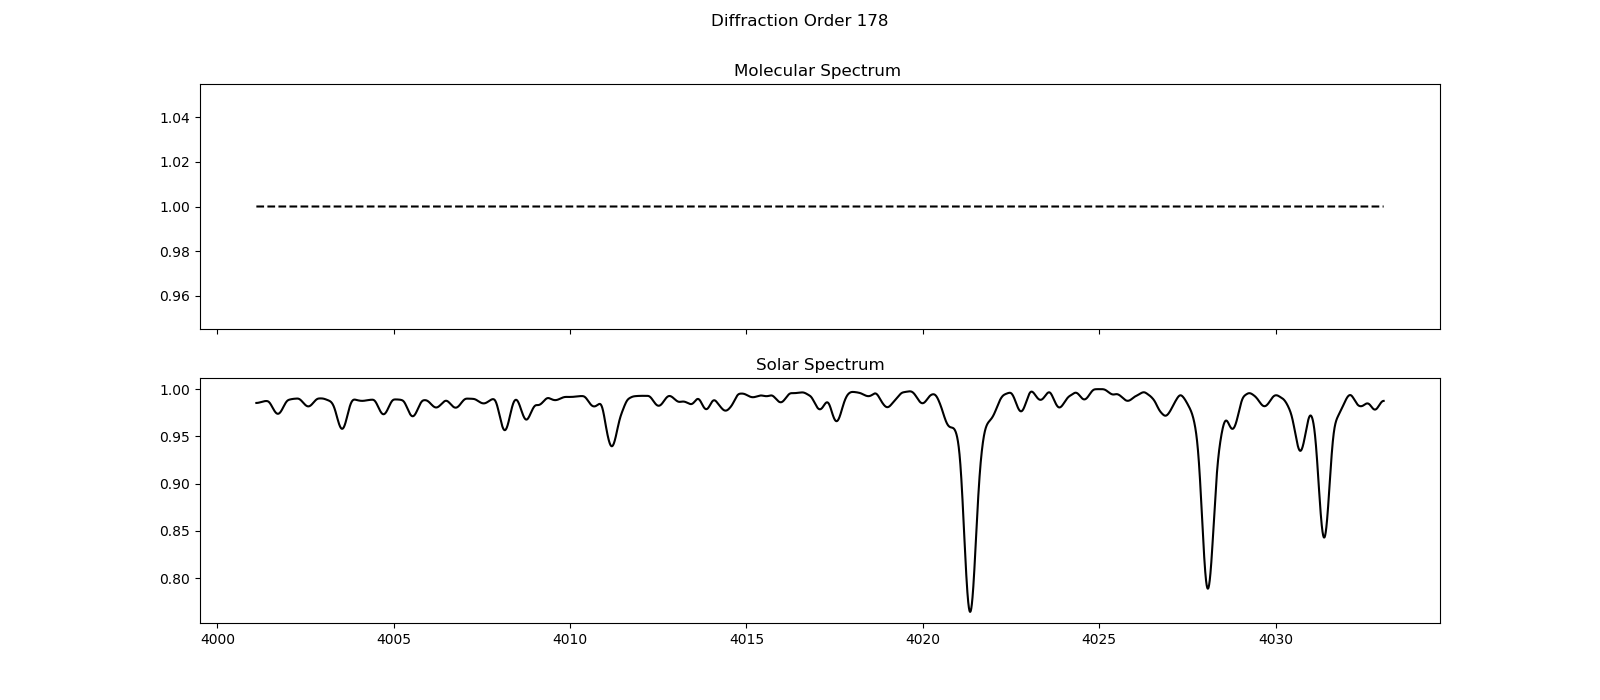 Diffraction Order 178
Molecular Spectrum
1.04
1.02
1.00
0.98
0.96
Solar Spectrum
1.00
0.95
0.90
0.85
0.80
4000 4005 4010 4015 4020 4025 4030